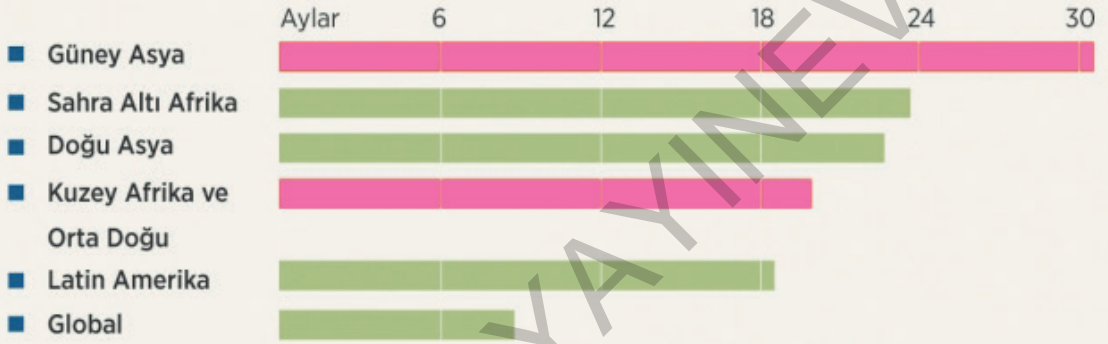 Aylar 6 12 18 24 30
Güney Asya
Sahra Altı Afrika
Doğu Asya
Kuzey Afrika ve
Orta Doğu
Latin Amerika
Global
YAYINEV